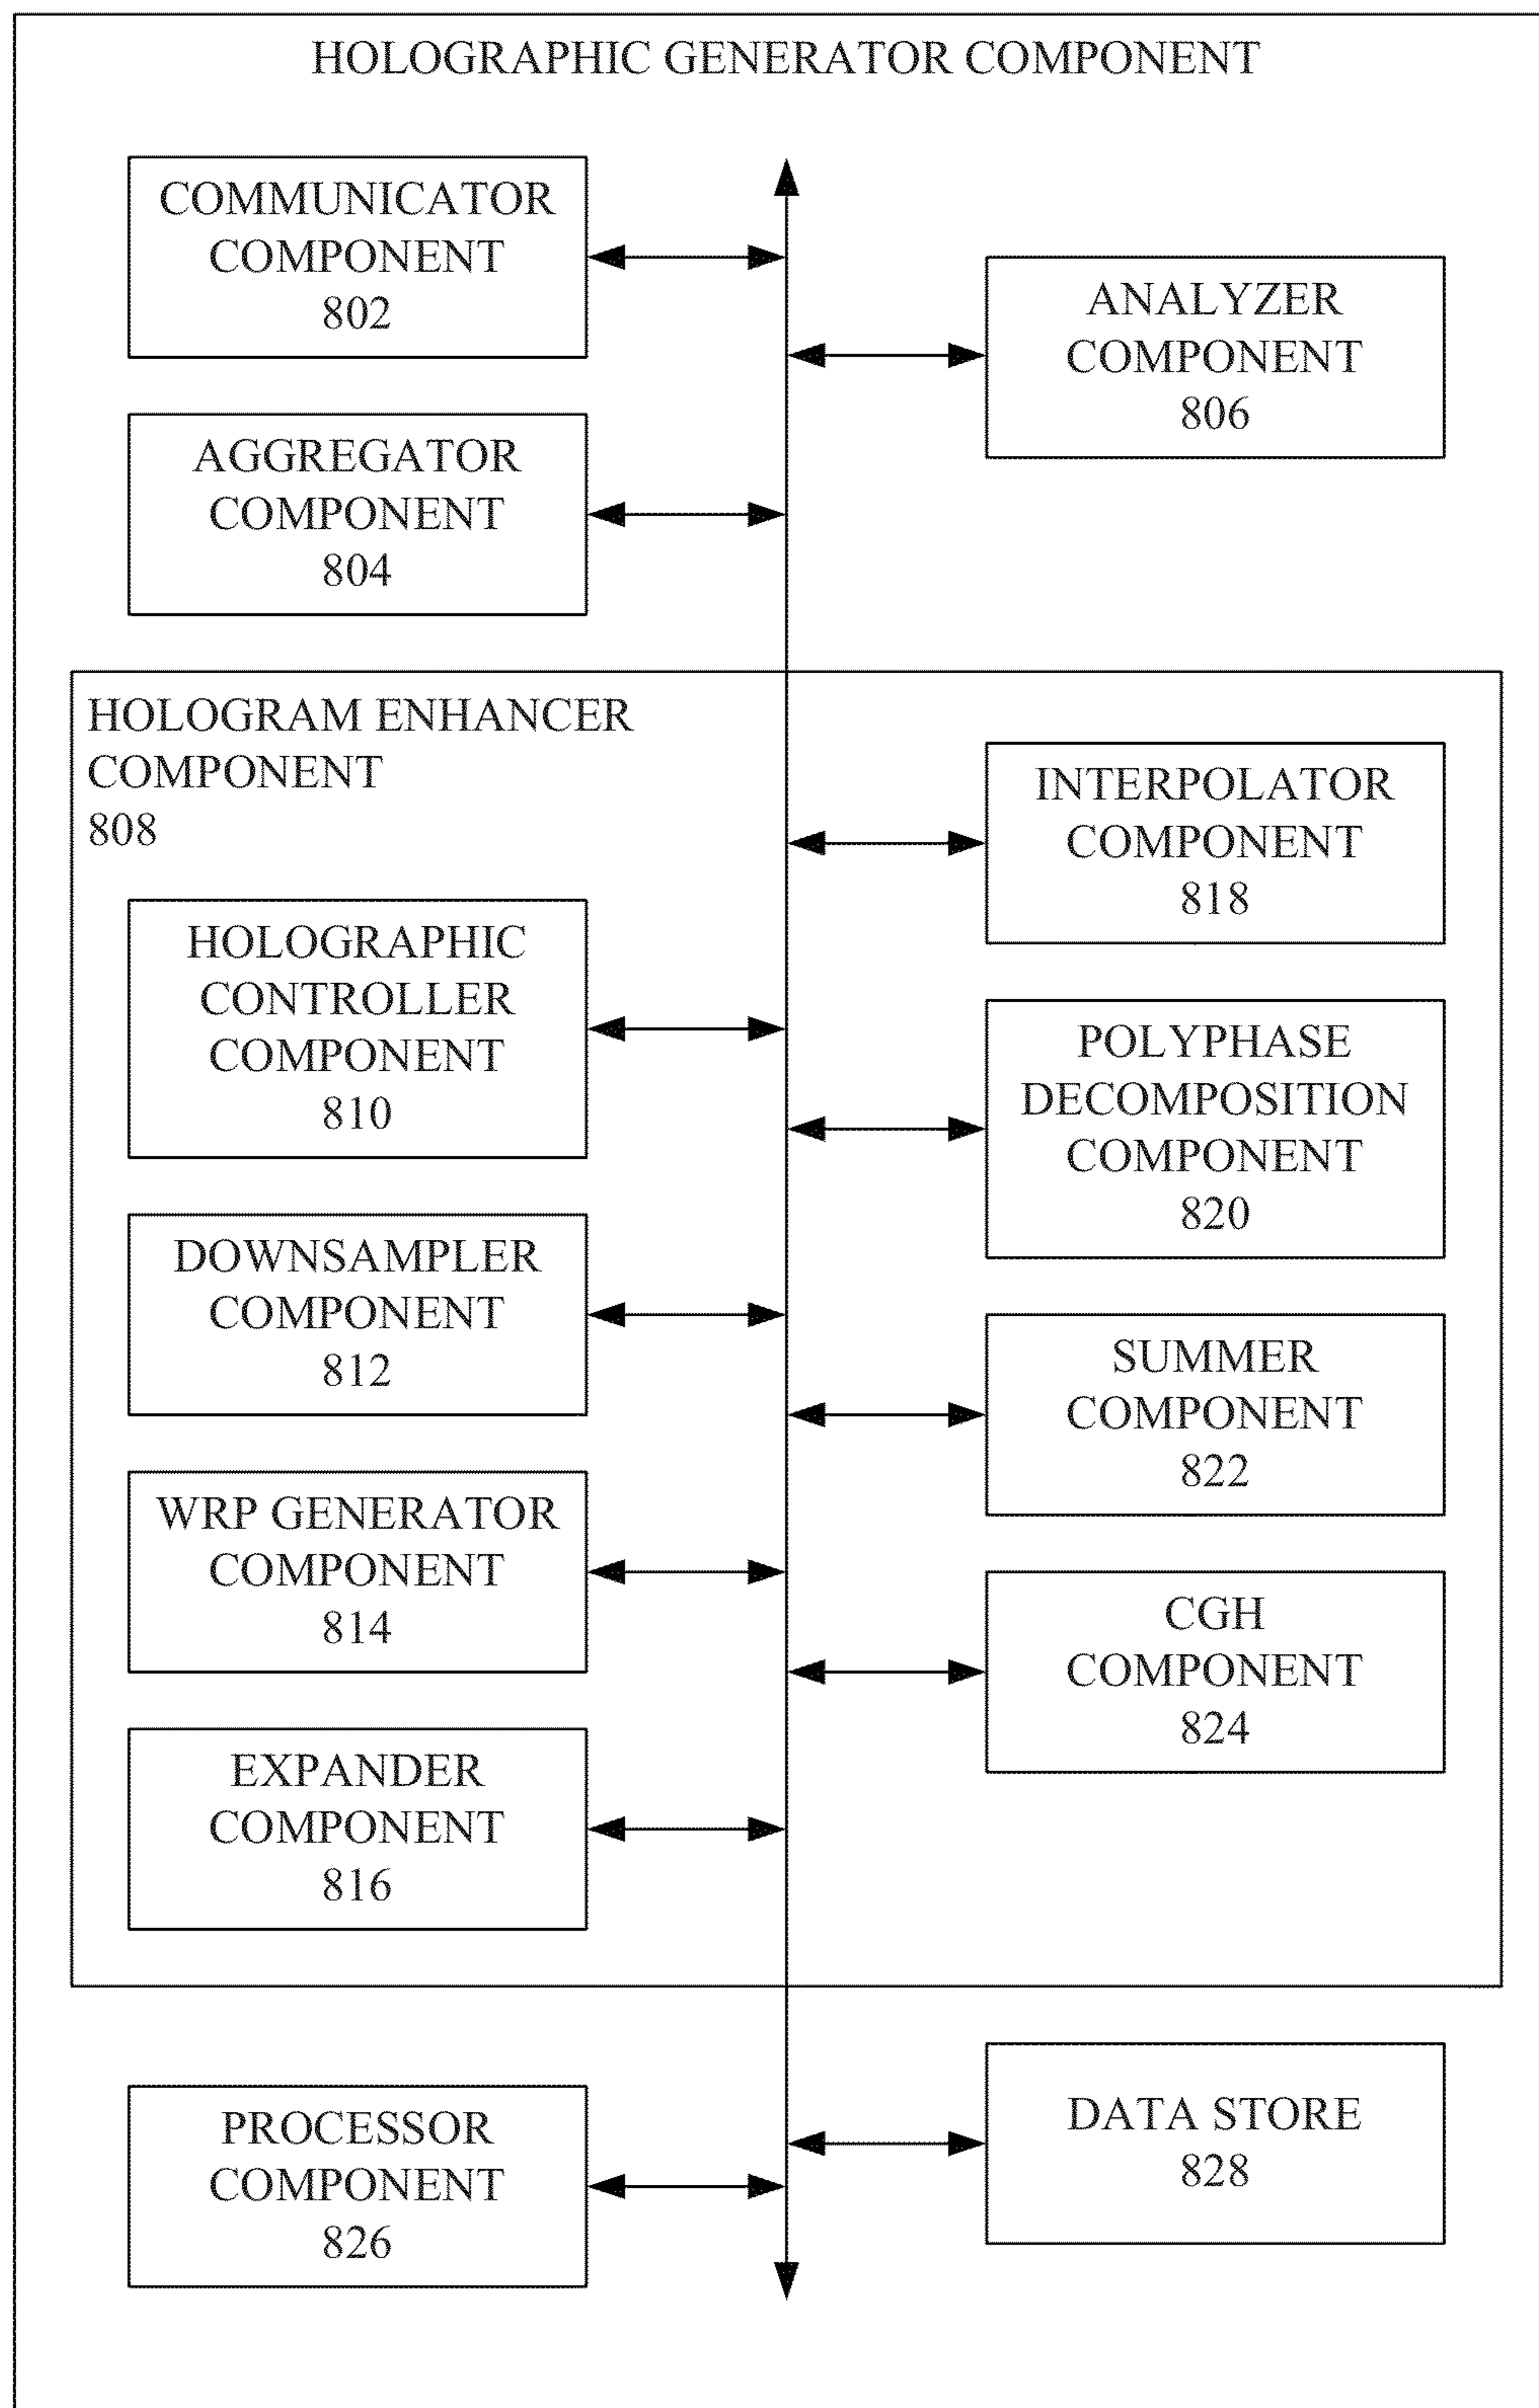 HOLOGRAPHIC GENERATOR COMPONENT
COMMUNICATOR
COMPONENT
802
ANALYZER
COMPONENT
806
AGGREGATOR
COMPONENT
804
HOLOGRAM ENHANCER
COMPONENT
808
HOLOGRAPHIC
CONTROLLER
COMPONENT
810
DOWNSAMPLER
COMPONENT
812
WRP GENERATOR
COMPONENT
814
EXPANDER
COMPONENT
816
INTERPOLATOR
COMPONENT
818
POLYPHASE
DECOMPOSITION
COMPONENT
820
SUMMER
COMPONENT
822
CGH
COMPONENT
824
PROCESSOR
COMPONENT
826
DATA STORE
828